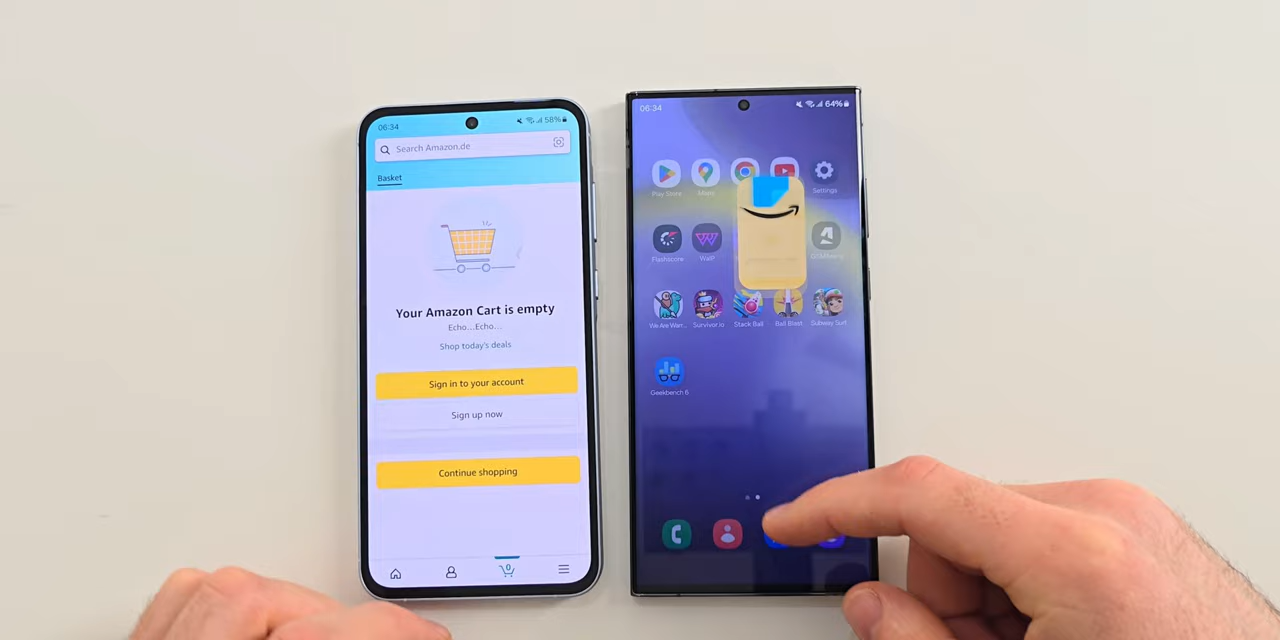 06:34
58%
Search Amazon.de
Basket
Your Amazon Cart is empty
Echo...Echo...
Shop today's deals
Sign in to your account
Sign up now
Continue shopping
0
06:34
64%
Play Store
Maps
Settings
Flashscore
Wall?
We Are Warr...
Survivor.io
Stack Ball
Ball Blast
Subway Surf
Geekbench 6